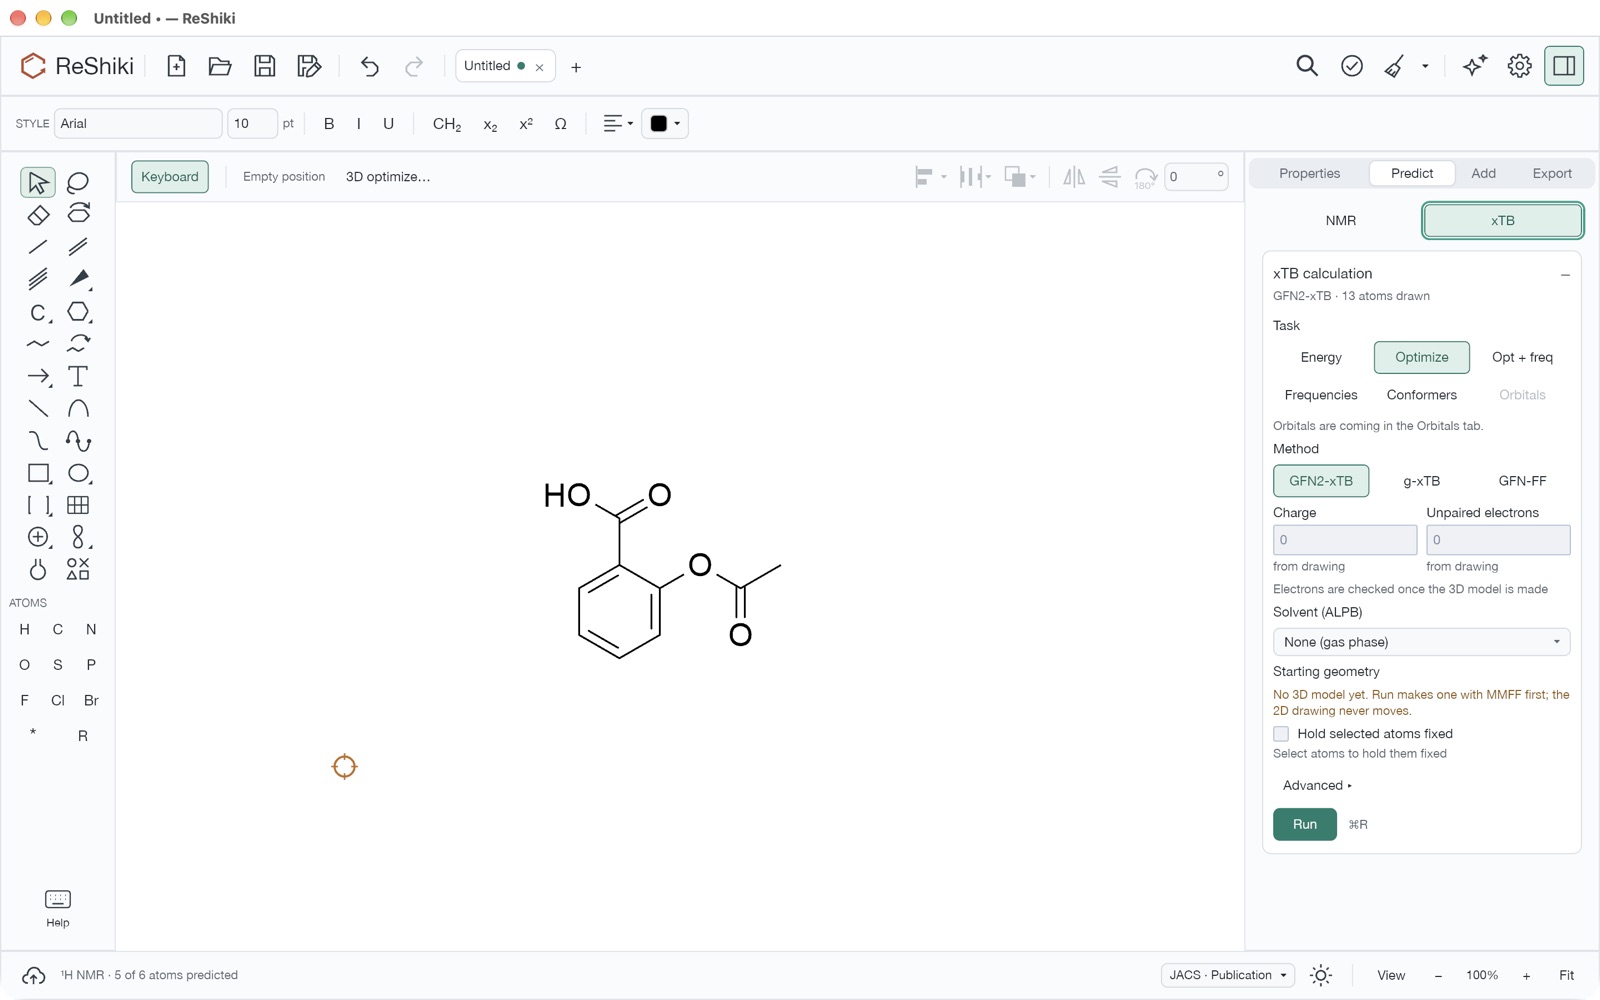 Untitled • — ReShiki
ReShiki
Untitled
STYLE Arial 10 pt B I U CH₂ x₂ x² Ω
Keyboard Empty position 3D optimize... 180° 0 °
Properties Predict Add Export
NMR xTB
xTB calculation
GFN2-xTB · 13 atoms drawn
Task
Energy Optimize Opt + freq
Frequencies Conformers Orbitals
Orbitals are coming in the Orbitals tab.
Method
GFN2-xTB g-xTB GFN-FF
Charge Unpaired electrons
0 0
from drawing from drawing
Electrons are checked once the 3D model is made
Solvent (ALPB)
None (gas phase)
Starting geometry
No 3D model yet. Run makes one with MMFF first; the
2D drawing never moves.
Hold selected atoms fixed
Select atoms to hold them fixed
Advanced
Run ⌘R
C
T
ATOMS
H C N
O S P
F Cl Br
* R
Help
HO O
O
O
¹H NMR · 5 of 6 atoms predicted
JACS · Publication View − 100% + Fit